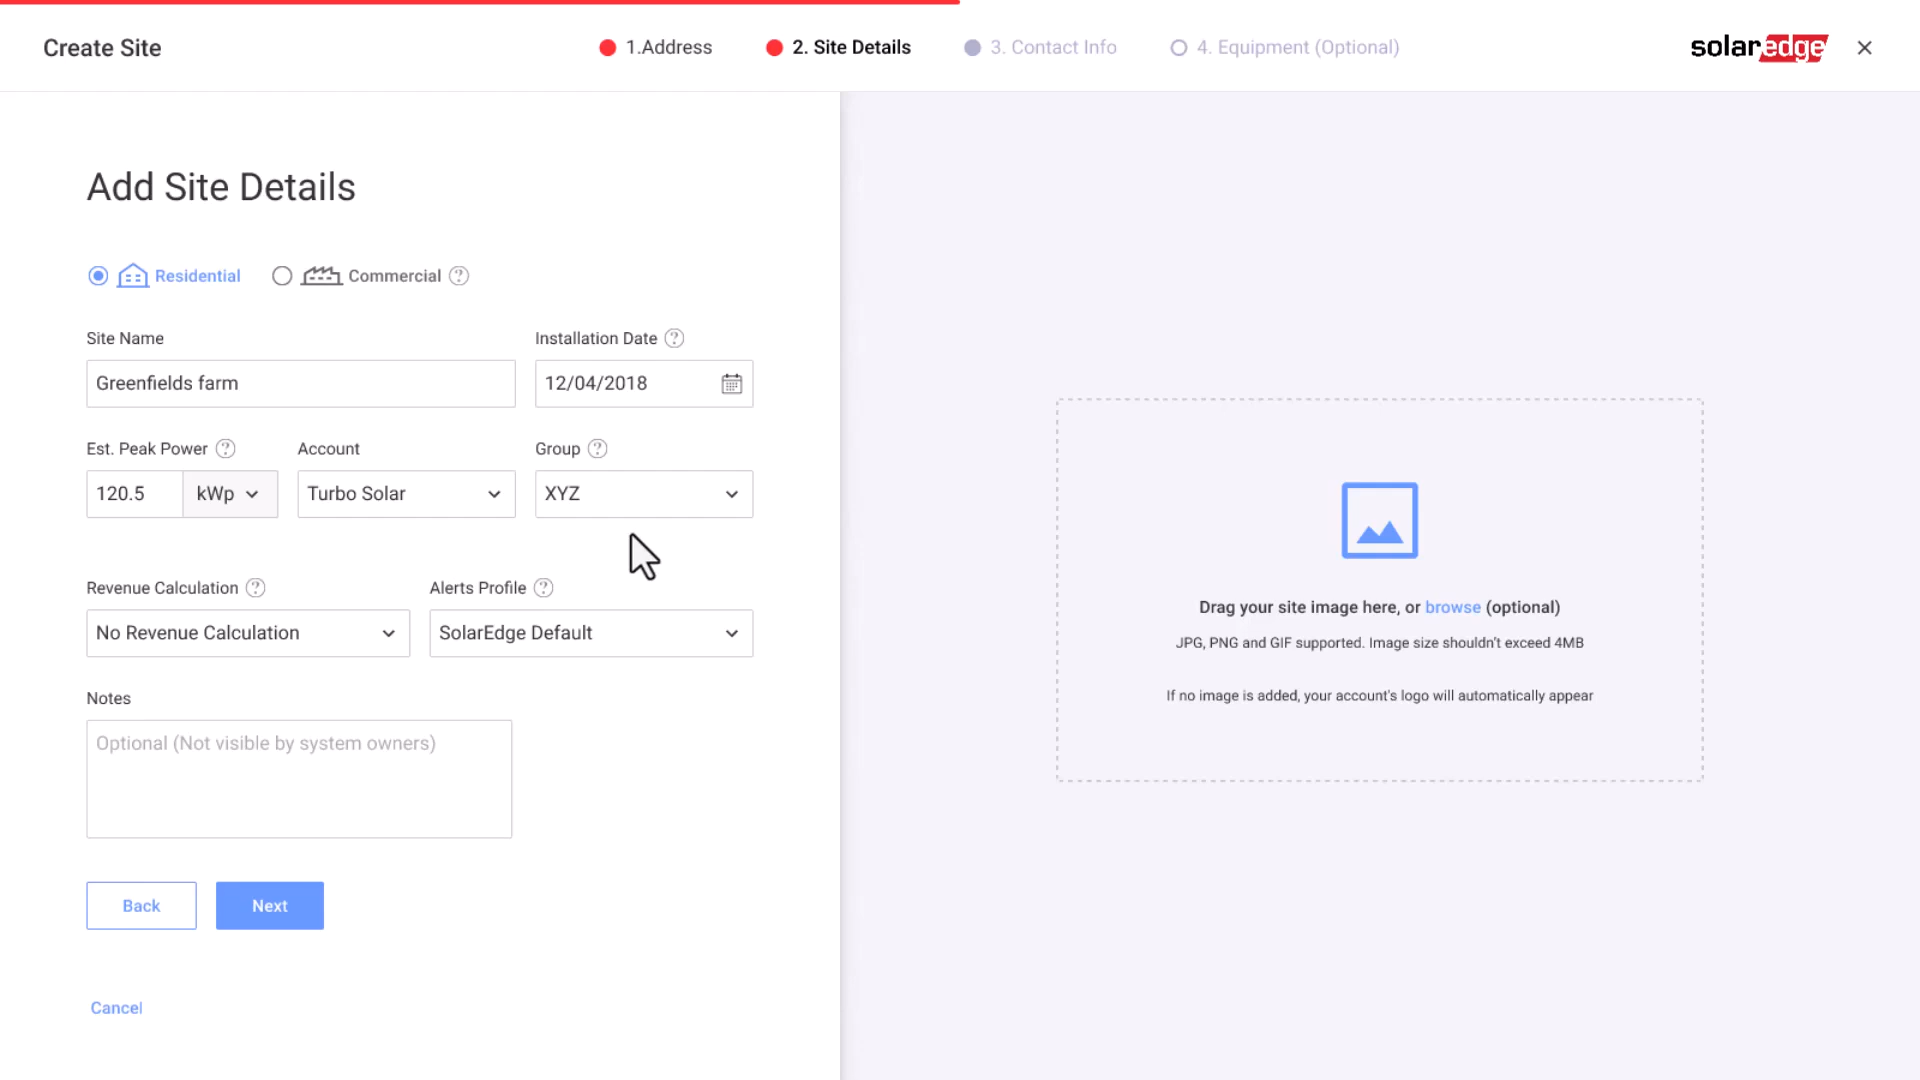 Create Site
1.Address
2. Site Details
3. Contact Info
4. Equipment (Optional)
solaredge
Add Site Details
Residential
Commercial ?
Site Name
Installation Date ?
Greenfields farm
12/04/2018
Est. Peak Power ?
Account
Group ?
120.5
kWp
Turbo Solar
XYZ
Revenue Calculation ?
Alerts Profile ?
No Revenue Calculation
SolarEdge Default
Notes
Optional (Not visible by system owners)
Back
Next
Cancel
Drag your site image here, or browse (optional)
JPG, PNG and GIF supported. Image size shouldn't exceed 4MB
If no image is added, your account's logo will automatically appear